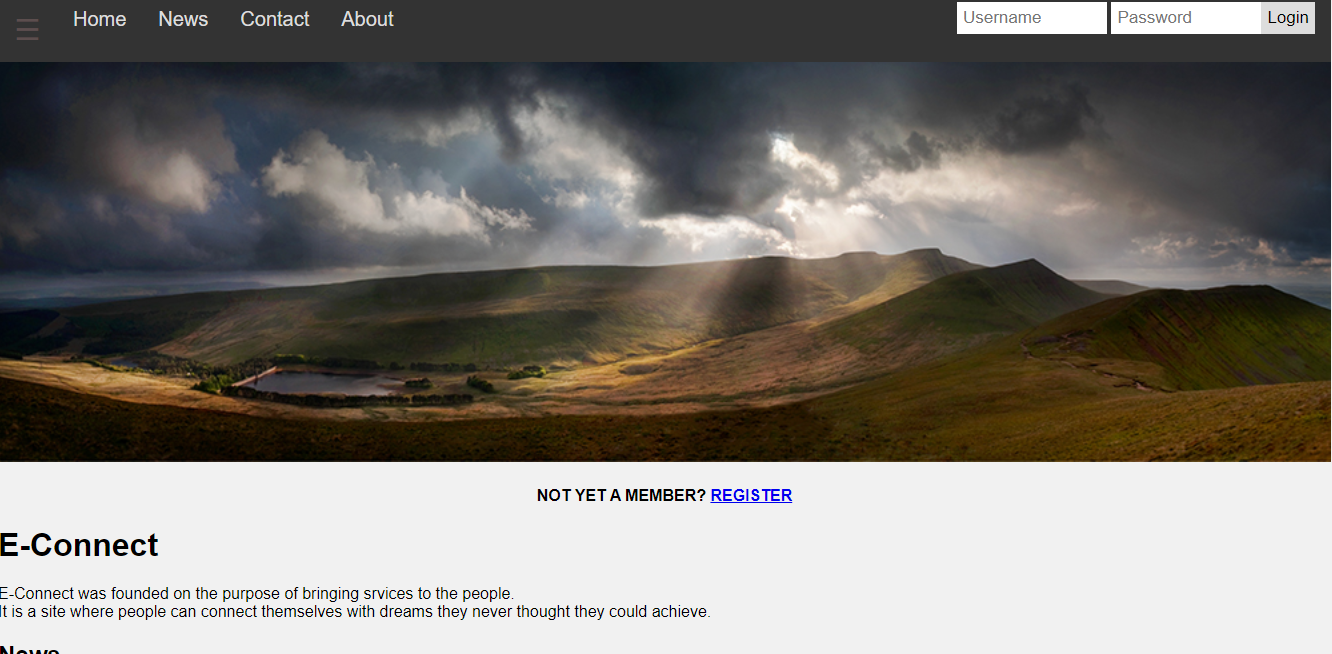 ☰ Home News Contact About Username Password Login
NOT YET A MEMBER? REGISTER
E-Connect
E-Connect was founded on the purpose of bringing srvices to the people.
It is a site where people can connect themselves with dreams they never thought they could achieve.
News